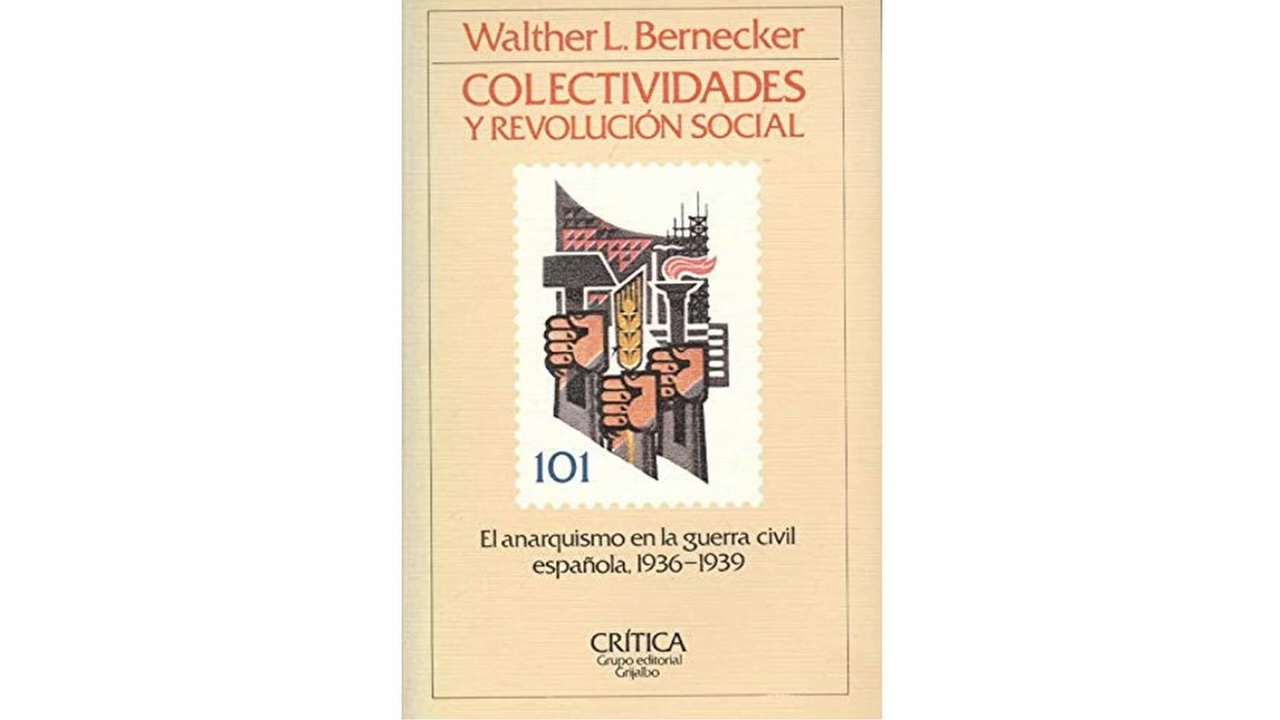 Walther L. Bernecker
COLECTIVIDADES
Y REVOLUCIÓN SOCIAL
101
El anarquismo en la guerra civil
española, 1936-1939
CRÍTICA
Grupo editorial
Grijalbo